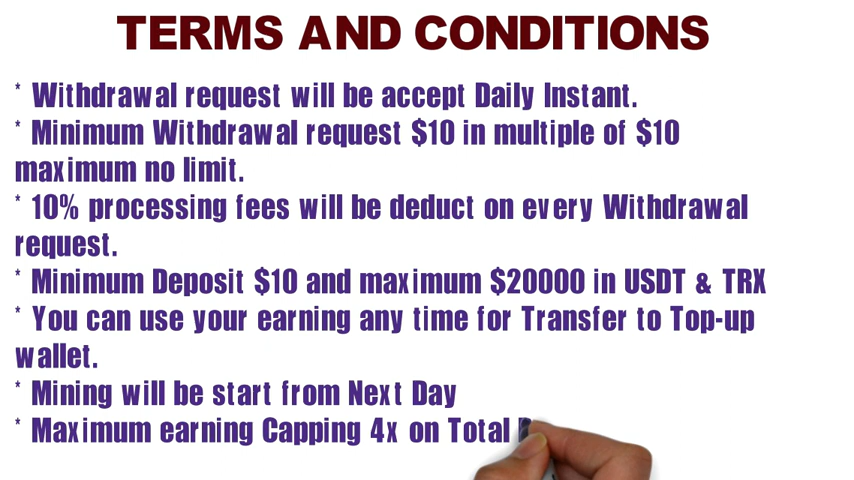 TERMS AND CONDITIONS
* Withdrawal request will be accept Daily Instant.
* Minimum Withdrawal request $10 in multiple of $10
maximum no limit.
* 10% processing fees will be deduct on every Withdrawal
request.
* Minimum Deposit $10 and maximum $20000 in USDT & TRX
* You can use your earning any time for Transfer to Top-up
wallet.
* Mining will be start from Next Day
* Maximum earning Capping 4x on Total